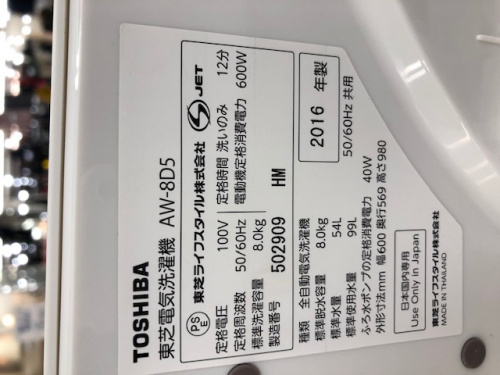 TOSHIBA
東芝電気洗濯機 AW-8D5
PS
E
東芝ライフスタイル株式会社
S JET
定格電圧 100V 定格時間 洗いのみ 12分
定格周波数 50/60Hz 電動機定格消費電力 600W
標準洗濯容量 8.0kg
製造番号 502909 HM
2016 年製
種類 全自動電気洗濯機 50/60Hz 共用
標準脱水容量 8.0kg
標準水量 54L
標準使用水量 99L
ふろ水ポンプの定格消費電力 40W
外形寸法mm 幅600 奥行569 高さ980
日本国内専用
Use Only in Japan
東芝ライフスタイル株式会社
MADE IN THAILAND